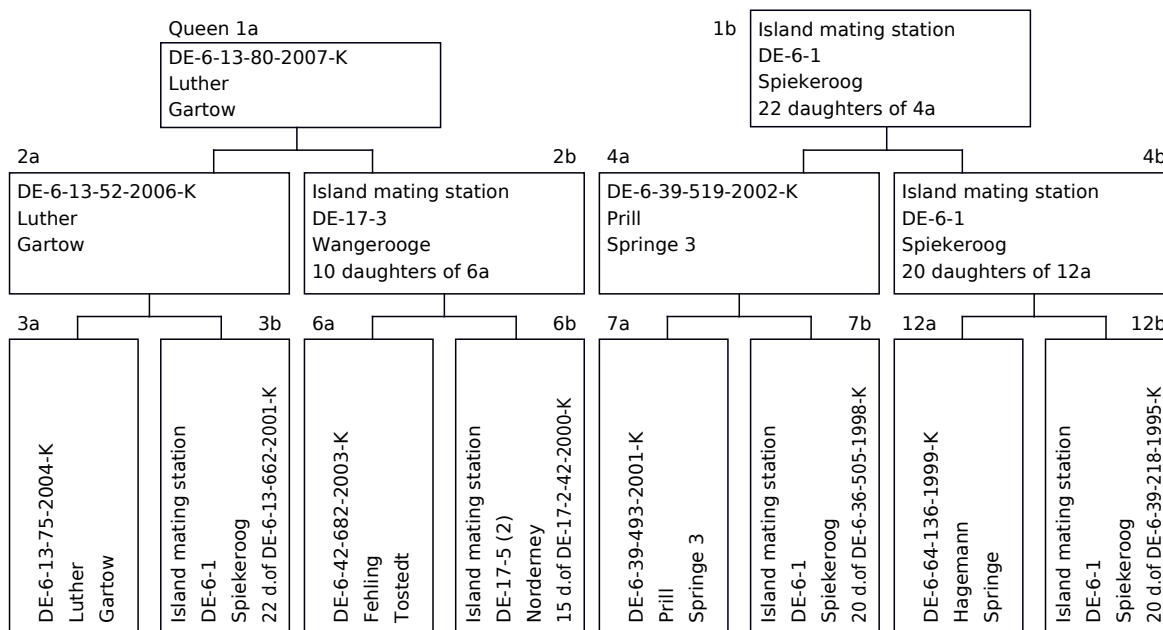 Queen 1a
DE-6-13-80-2007-K
Luther
Gartow
1b
Island mating station
DE-6-1
Spiekeroog
22 daughters of 4a
2a
DE-6-13-52-2006-K
Luther
Gartow
2b
Island mating station
DE-17-3
Wangerooge
10 daughters of 6a
4a
DE-6-39-519-2002-K
Prill
Springe 3
4b
Island mating station
DE-6-1
Spiekeroog
20 daughters of 12a
3a
DE-6-13-75-2004-K
Luther
Gartow
3b
Island mating station
DE-6-1
Spiekeroog
22 d.of DE-6-13-662-2001-K
6a
DE-6-42-682-2003-K
Fehling
Tostedt
6b
Island mating station
DE-17-5 (2)
Norderney
15 d.of DE-17-2-42-2000-K
7a
DE-6-39-493-2001-K
Prill
Springe 3
7b
Island mating station
DE-6-1
Spiekeroog
20 d.of DE-6-36-505-1998-K
12a
DE-6-64-136-1999-K
Hagemann
Springe
12b
Island mating station
DE-6-1
Spiekeroog
20 d.of DE-6-39-218-1995-K